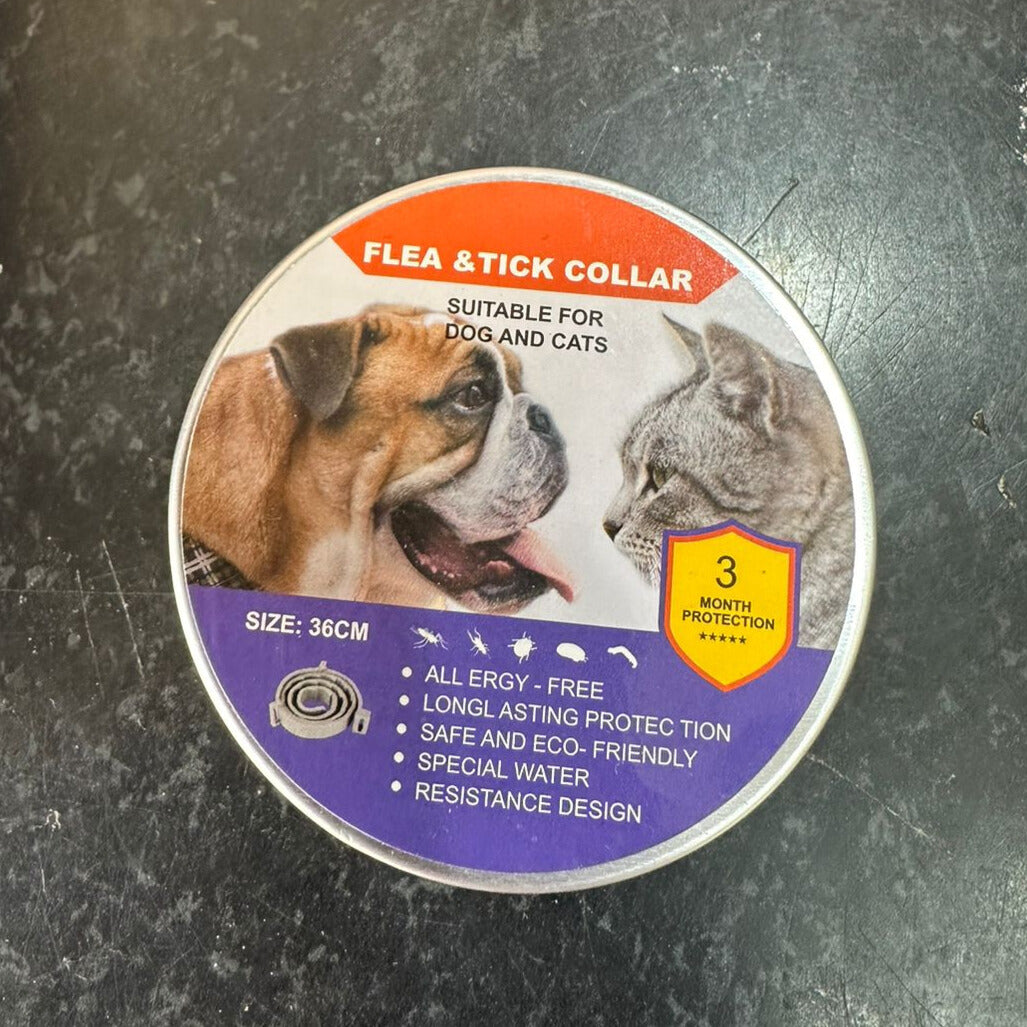 FLEA &TICK COLLAR
SUITABLE FOR
DOG AND CATS
3
MONTH
PROTECTION
★★★★★
SIZE: 36CM
• ALL ERGY - FREE
• LONGL ASTING PROTEC TION
• SAFE AND ECO- FRIENDLY
• SPECIAL WATER
• RESISTANCE DESIGN